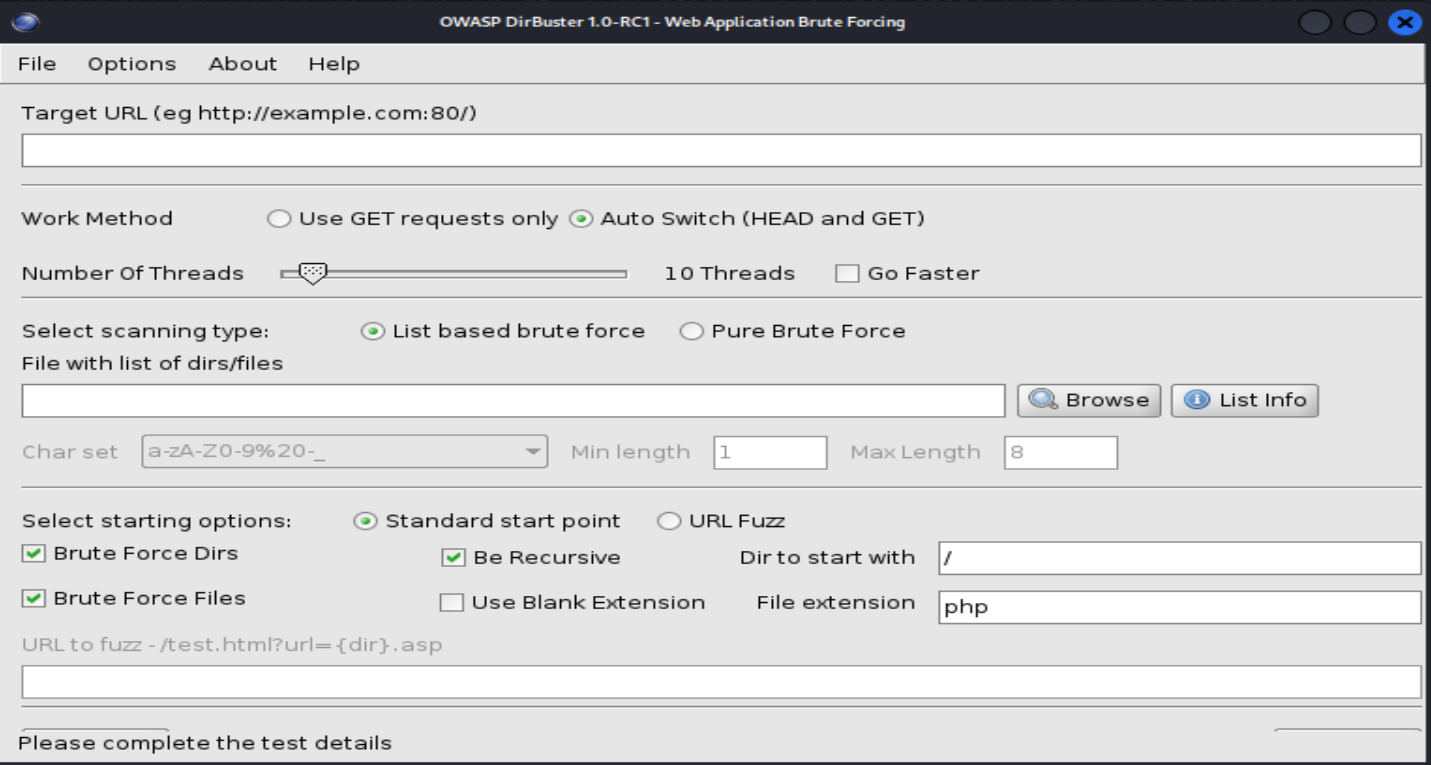 OWASP DirBuster 1.0-RC1 - Web Application Brute Forcing
File Options About Help
Target URL (eg http://example.com:80/)
Work Method Use GET requests only Auto Switch (HEAD and GET)
Number Of Threads 10 Threads Go Faster
Select scanning type: List based brute force Pure Brute Force
File with list of dirs/files
Browse List Info
Char set a-zA-Z0-9%20-_ Min length 1 Max Length 8
Select starting options: Standard start point URL Fuzz
Brute Force Dirs Be Recursive Dir to start with /
Brute Force Files Use Blank Extension File extension php
URL to fuzz - /test.html?url={dir}.asp
Please complete the test details